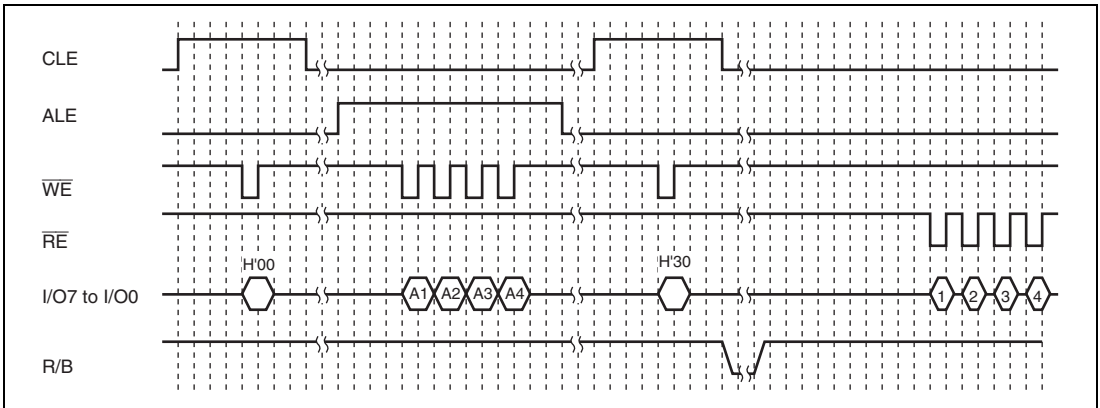 CLE
ALE
WE
RE
H'00 H'30
I/O7 to I/O0 A1 A2 A3 A4 1 2 3 4
R/B